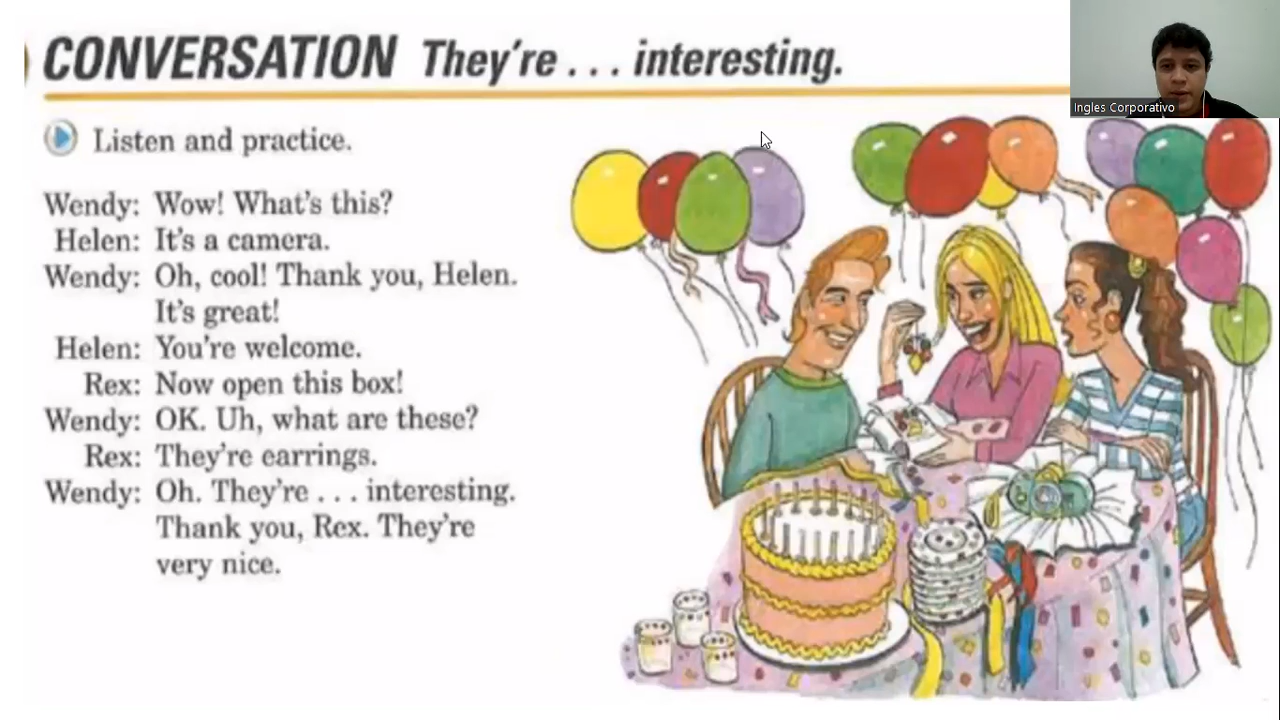 CONVERSATION They're . . . interesting.
Ingles Corporativo
Listen and practice.
Wendy: Wow! What's this?
Helen: It's a camera.
Wendy: Oh, cool! Thank you, Helen.
It's great!
Helen: You're welcome.
Rex: Now open this box!
Wendy: OK. Uh, what are these?
Rex: They're earrings.
Wendy: Oh. They're . . . interesting.
Thank you, Rex. They're
very nice.